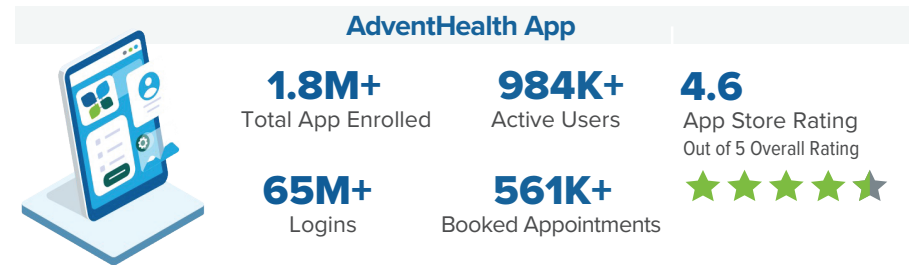 AdventHealth App
1.8M+
Total App Enrolled
984K+
Active Users
4.6
App Store Rating
Out of 5 Overall Rating
65M+
Logins
561K+
Booked Appointments